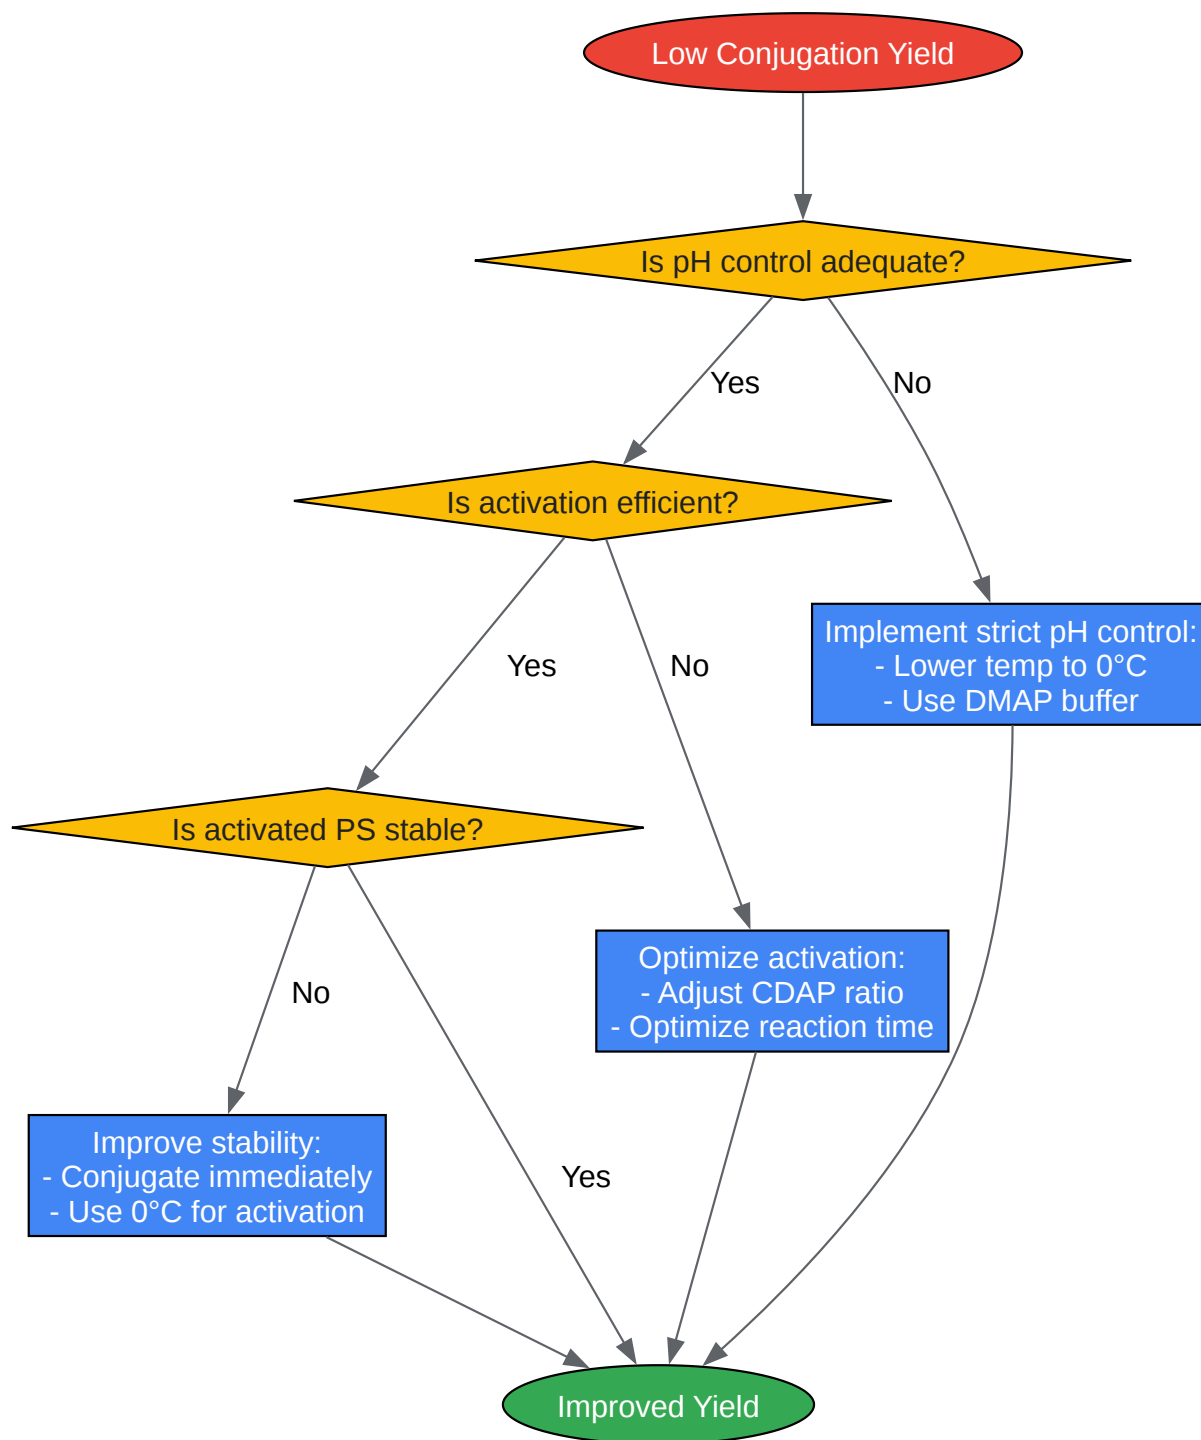 Low Conjugation Yield
Is pH control adequate?
Yes
No
Is activation efficient?
Implement strict pH control:
- Lower temp to 0°C
- Use DMAP buffer
Yes
No
Is activated PS stable?
Optimize activation:
- Adjust CDAP ratio
- Optimize reaction time
No
Improve stability:
- Conjugate immediately
- Use 0°C for activation
Yes
Improved Yield